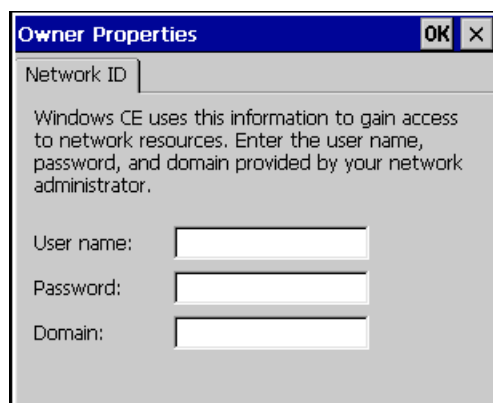 Owner Properties OK ×
Network ID
Windows CE uses this information to gain access
to network resources. Enter the user name,
password, and domain provided by your network
administrator.
User name:
Password:
Domain: